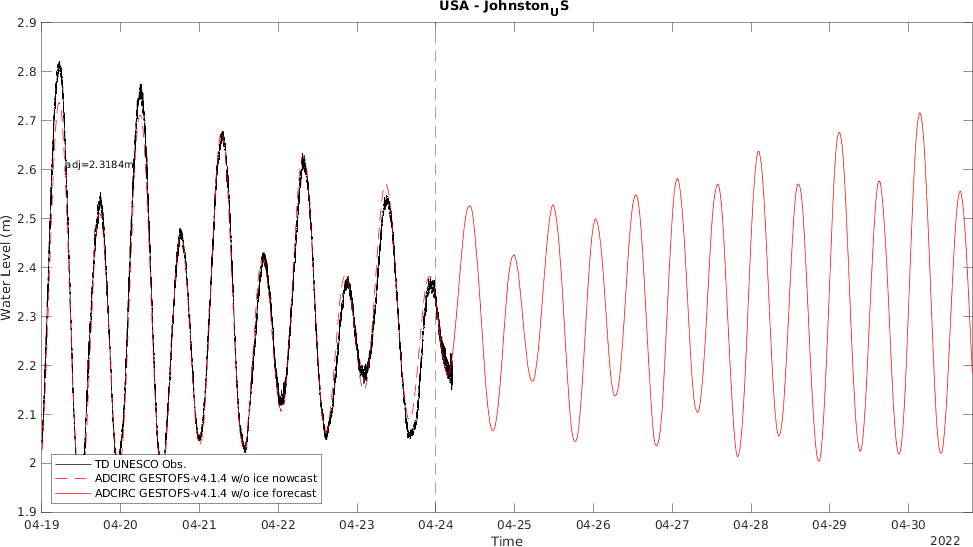 USA - JohnstonUS
2.9
2.8
2.7
2.6
2.5
2.4
2.3
2.2
2.1
2
1.9
Water Level (m)
adj=2.3184m
TD UNESCO Obs.
ADCIRC GESTOFS-v4.1.4 w/o ice nowcast
ADCIRC GESTOFS-v4.1.4 w/o ice forecast
04-19 04-20 04-21 04-22 04-23 04-24 04-25 04-26 04-27 04-28 04-29 04-30
Time
2022